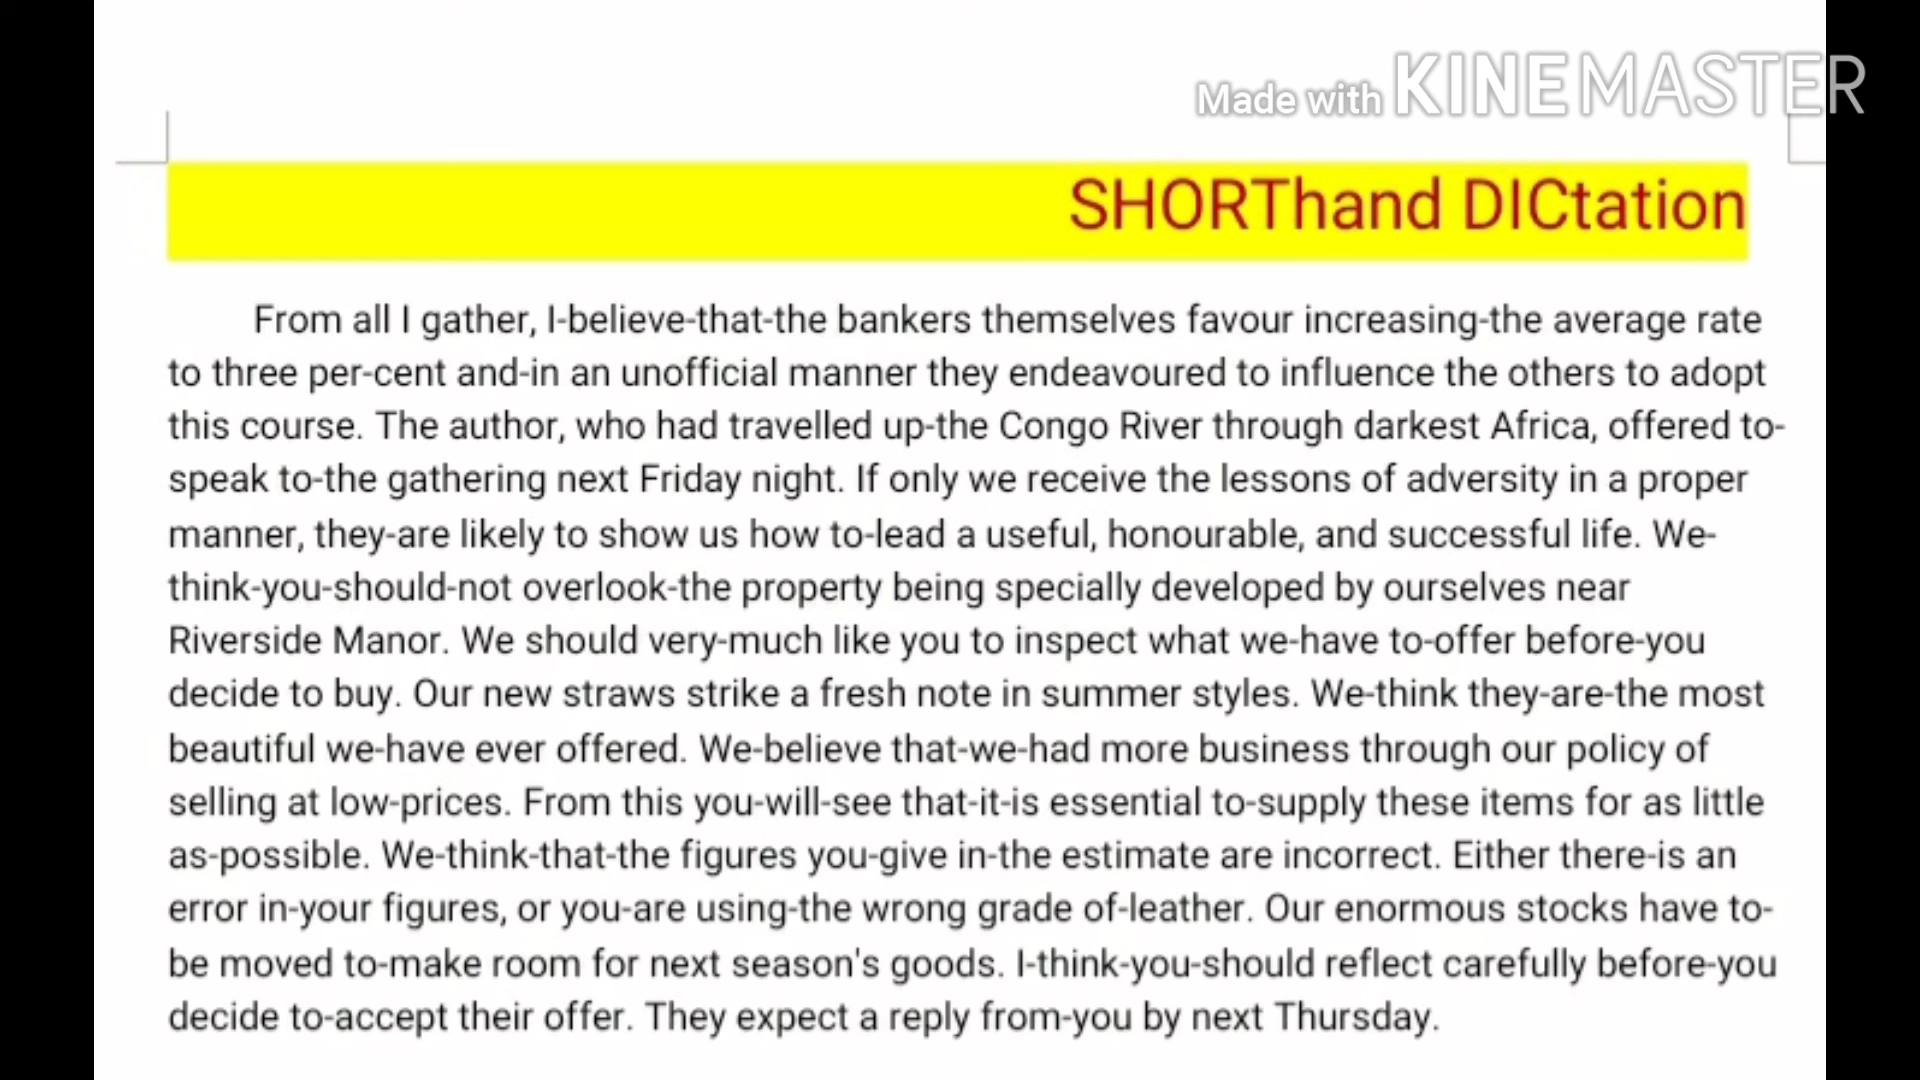 Made with KINEMASTER
SHORThand DICtation
From all I gather, I-believe-that-the bankers themselves favour increasing-the average rate
to three per-cent and-in an unofficial manner they endeavoured to influence the others to adopt
this course. The author, who had travelled up-the Congo River through darkest Africa, offered to-
speak to-the gathering next Friday night. If only we receive the lessons of adversity in a proper
manner, they-are likely to show us how to-lead a useful, honourable, and successful life. We-
think-you-should-not overlook-the property being specially developed by ourselves near
Riverside Manor. We should very-much like you to inspect what we-have to-offer before-you
decide to buy. Our new straws strike a fresh note in summer styles. We-think they-are-the most
beautiful we-have ever offered. We-believe that-we-had more business through our policy of
selling at low-prices. From this you-will-see that-it-is essential to-supply these items for as little
as-possible. We-think-that-the figures you-give in-the estimate are incorrect. Either there-is an
error in-your figures, or you-are using-the wrong grade of-leather. Our enormous stocks have to-
be moved to-make room for next season's goods. I-think-you-should reflect carefully before-you
decide to-accept their offer. They expect a reply from-you by next Thursday.